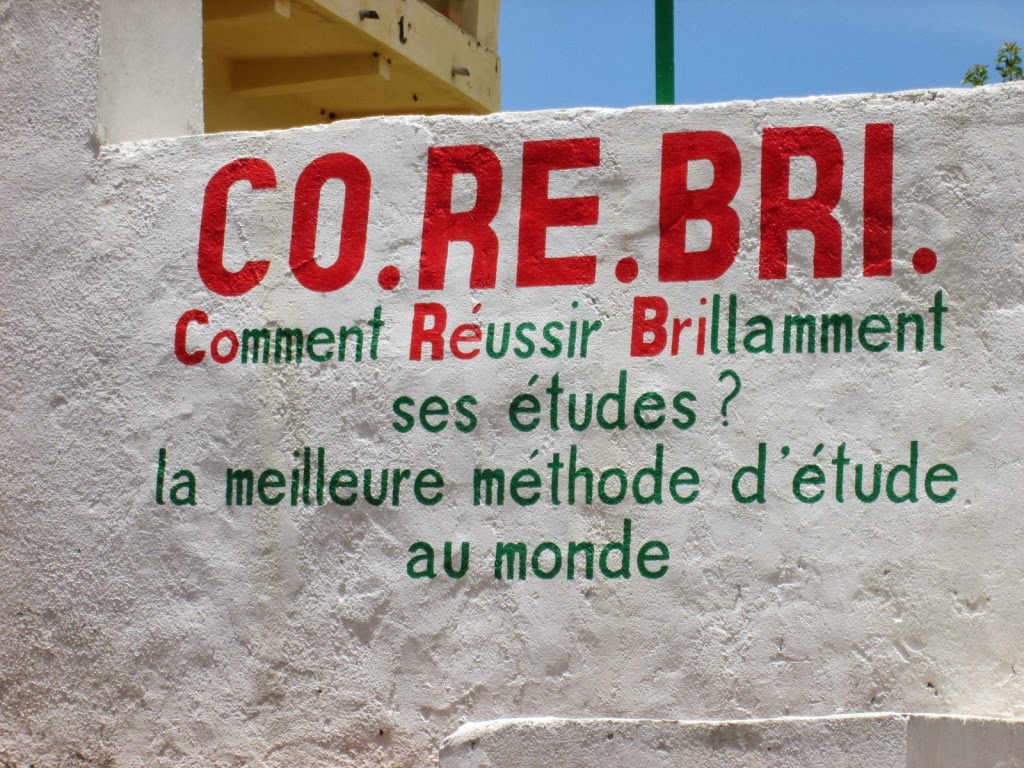 CO.RE.BRI.
Comment Réussir Brillamment
ses études ?
la meilleure méthode d'étude
au monde